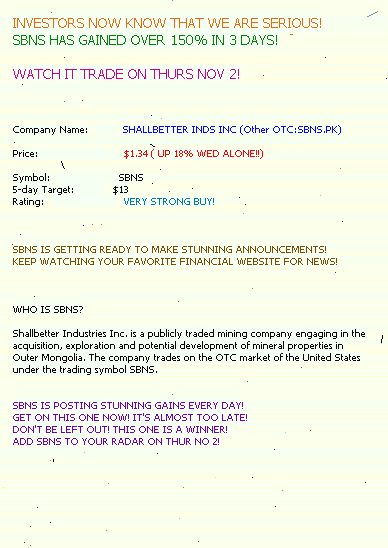 INVESTORS NOW KNOW THAT WE ARE SERIOUS!
SBNS HAS GAINED OVER 150% IN 3 DAYS!
WATCH IT TRADE ON THURS NOV 2!
Company Name: SHALLBETTER INDS INC (Other OTC:SBNS.PK)
Price: $1.34 ( UP 18% WED ALONE!!)
Symbol: SBNS
5-day Target: $13
Rating: VERY STRONG BUY!
SBNS IS GETTING READY TO MAKE STUNNING ANNOUNCEMENTS!
KEEP WATCHING YOUR FAVORITE FINANCIAL WEBSITE FOR NEWS!
WHO IS SBNS?
Shallbetter Industries Inc. is a publicly traded mining company engaging in the
acquisition, exploration and potential development of mineral properties in
Outer Mongolia. The company trades on the OTC market of the United States
under the trading symbol SBNS.
SBNS IS POSTING STUNNING GAINS EVERY DAY!
GET ON THIS ONE NOW! IT'S ALMOST TOO LATE!
DON'T BE LEFT OUT! THIS ONE IS A WINNER!
ADD SBNS TO YOUR RADAR ON THUR NO 2!